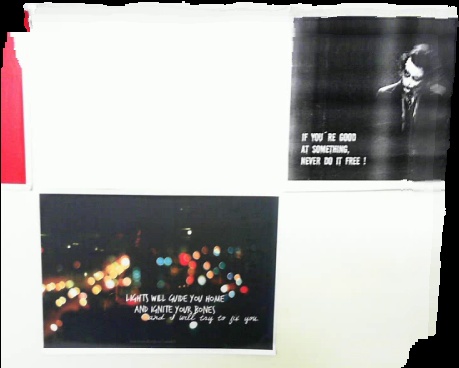 IF YOU'RE GOOD
AT SOMETHING,
NEVER DO IT FREE !
LIGHTS WILL GUIDE YOU HOME
AND IGNITE YOUR BONES
and I will try to fix you